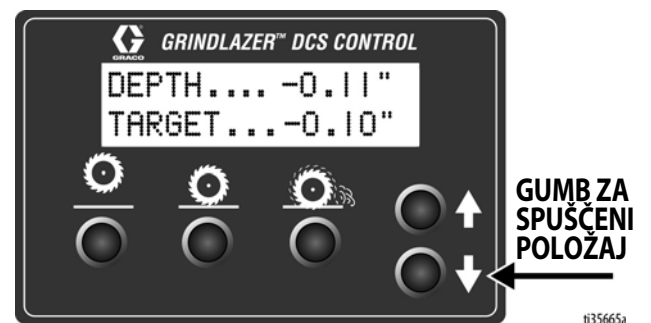 GRACO
GRINDLAZER™ DCS CONTROL
DEPTH.... -0.11"
TARGET...-0.10"
GUMB ZA
SPUŠČENI
POLOŽAJ
ti35665a